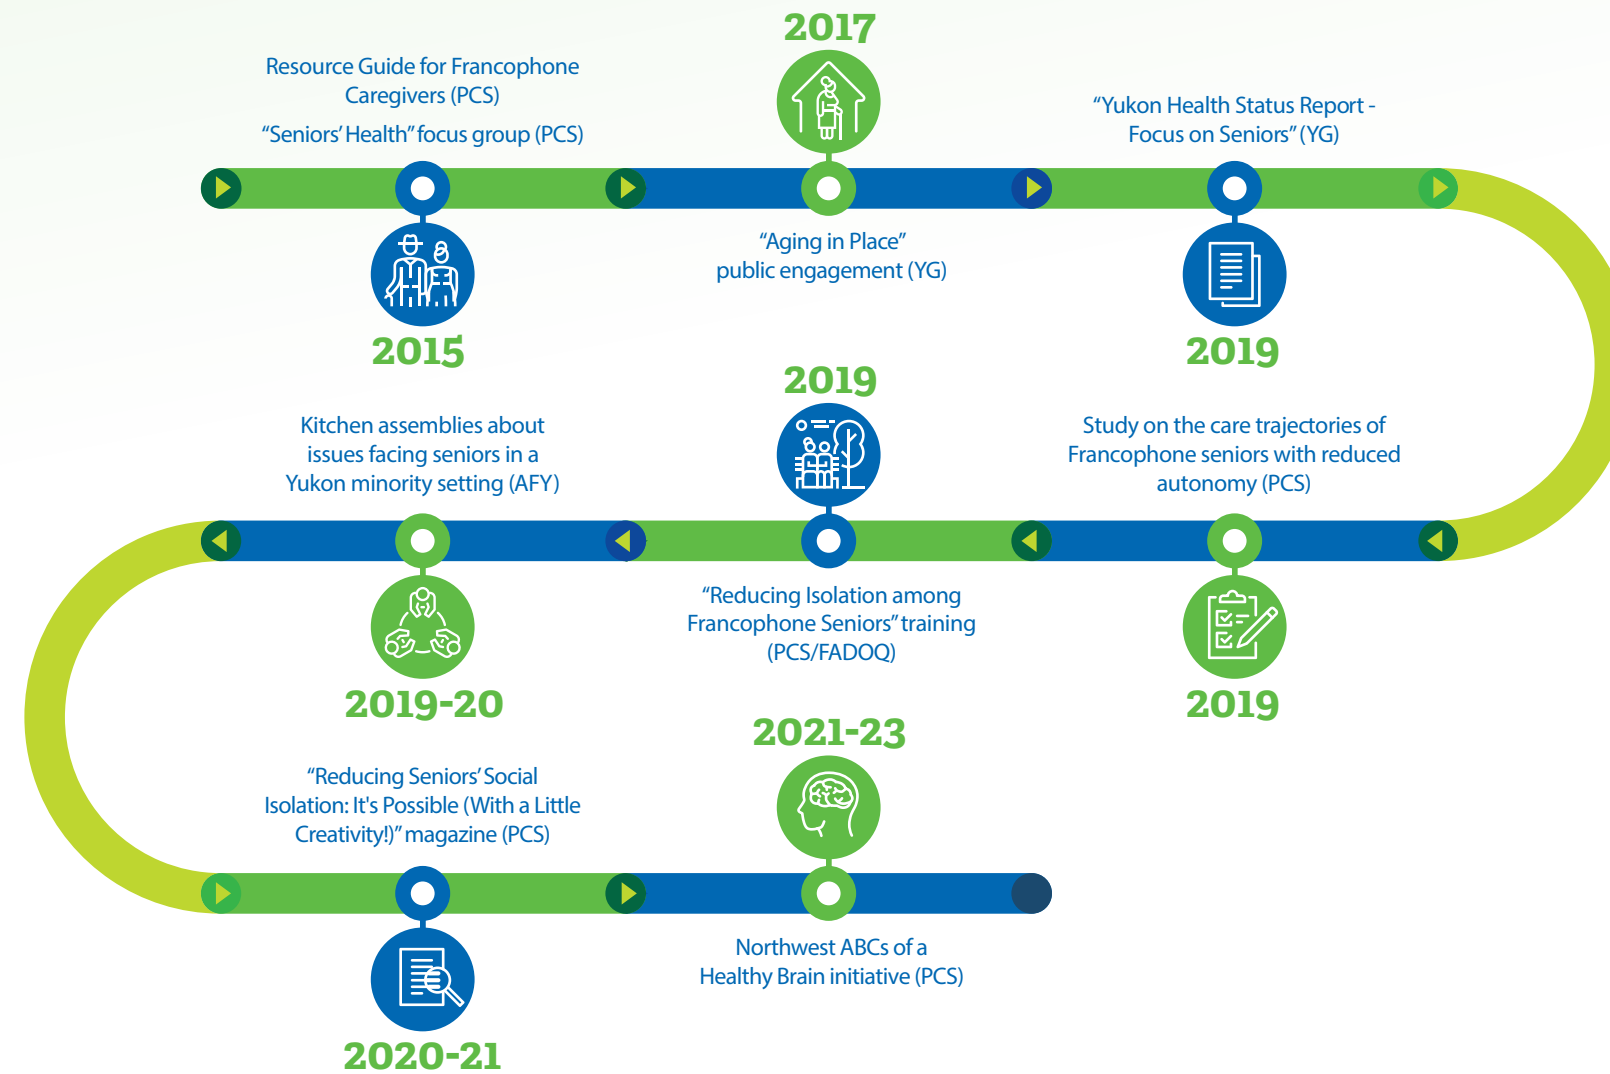 Resource Guide for Francophone
Caregivers (PCS)
“Seniors’ Health” focus group (PCS)
2015
2017
“Aging in Place”
public engagement (YG)
“Yukon Health Status Report -
Focus on Seniors” (YG)
2019
Study on the care trajectories of
Francophone seniors with reduced
autonomy (PCS)
2019
2019
“Reducing Isolation among
Francophone Seniors” training
(PCS/FADOQ)
Kitchen assemblies about
issues facing seniors in a
Yukon minority setting (AFY)
2019-20
“Reducing Seniors’ Social
Isolation: It's Possible (With a Little
Creativity!)” magazine (PCS)
2020-21
2021-23
Northwest ABCs of a
Healthy Brain initiative (PCS)